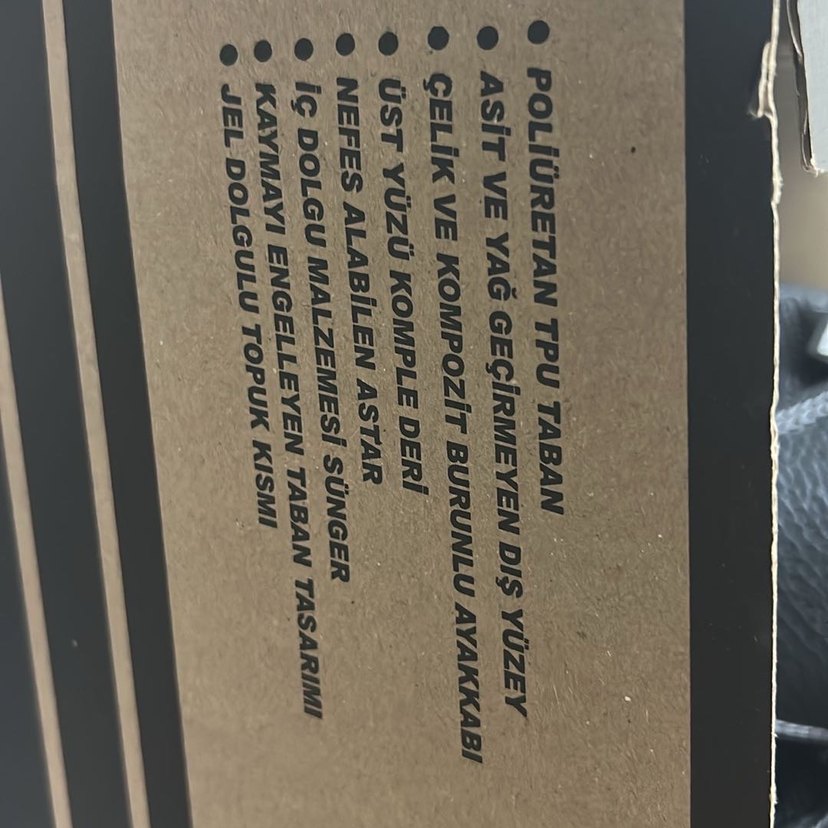 • POLİÜRETAN TPU TABAN
• ASİT VE YAĞ GEÇİRMEYEN DIŞ YÜZEY
• ÇELİK VE KOMPOZİT BURUNLU AYAKKABI
• ÜST YÜZÜ KOMPLE DERİ
• NEFES ALABİLEN ASTAR
• İÇ DOLGU MALZEMESİ SÜNGER
• KAYMAYI ENGELLEYEN TABAN TASARIMI
• JEL DOLGULU TOPUK KISMI